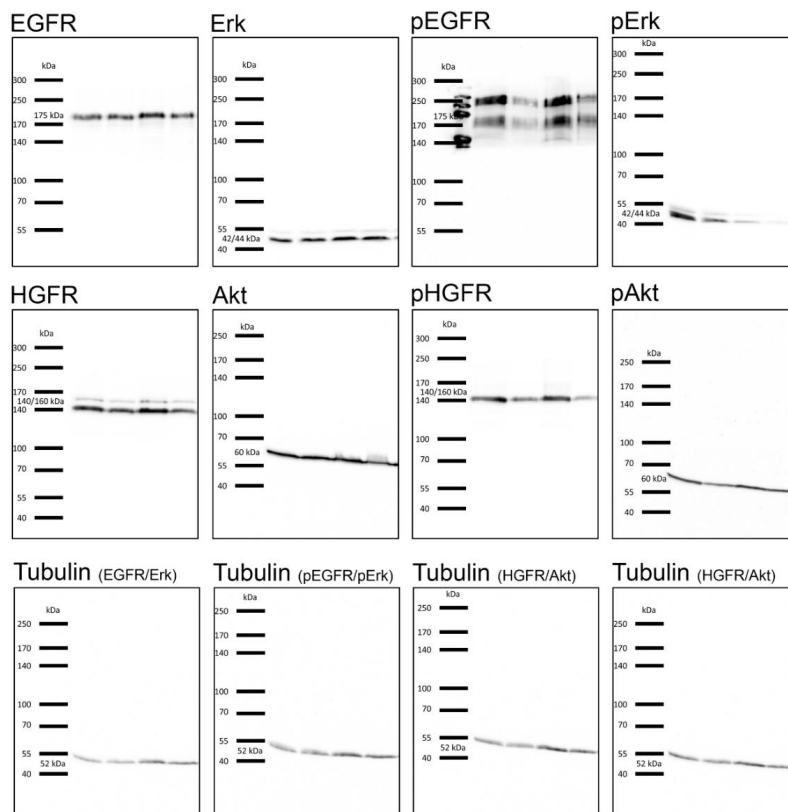 EGFR
kDa
300
250
175 kDa
170
140
100
70
55
Erk
kDa
300
250
170
140
100
70
55
42/44 kDa
40
pEGFR
kDa
300
250
175 kDa
170
140
100
70
55
pErk
kDa
300
250
170
140
100
70
55
42/44 kDa
40
HGFR
kDa
300
250
170
140/160 kDa
140
100
70
55
40
Akt
kDa
250
170
140
100
70
60 kDa
55
40
pHGFR
kDa
300
250
170
140/160 kDa
140
100
70
55
40
pAkt
kDa
250
170
140
100
70
60 kDa
55
40
Tubulin (EGFR/Erk)
kDa
250
170
140
100
70
55
52 kDa
40
Tubulin (pEGFR/pErk)
kDa
250
170
140
100
70
55
52 kDa
40
Tubulin (HGFR/Akt)
kDa
250
170
140
100
70
55
52 kDa
40
Tubulin (HGFR/Akt)
kDa
250
170
140
100
70
55
52 kDa
40